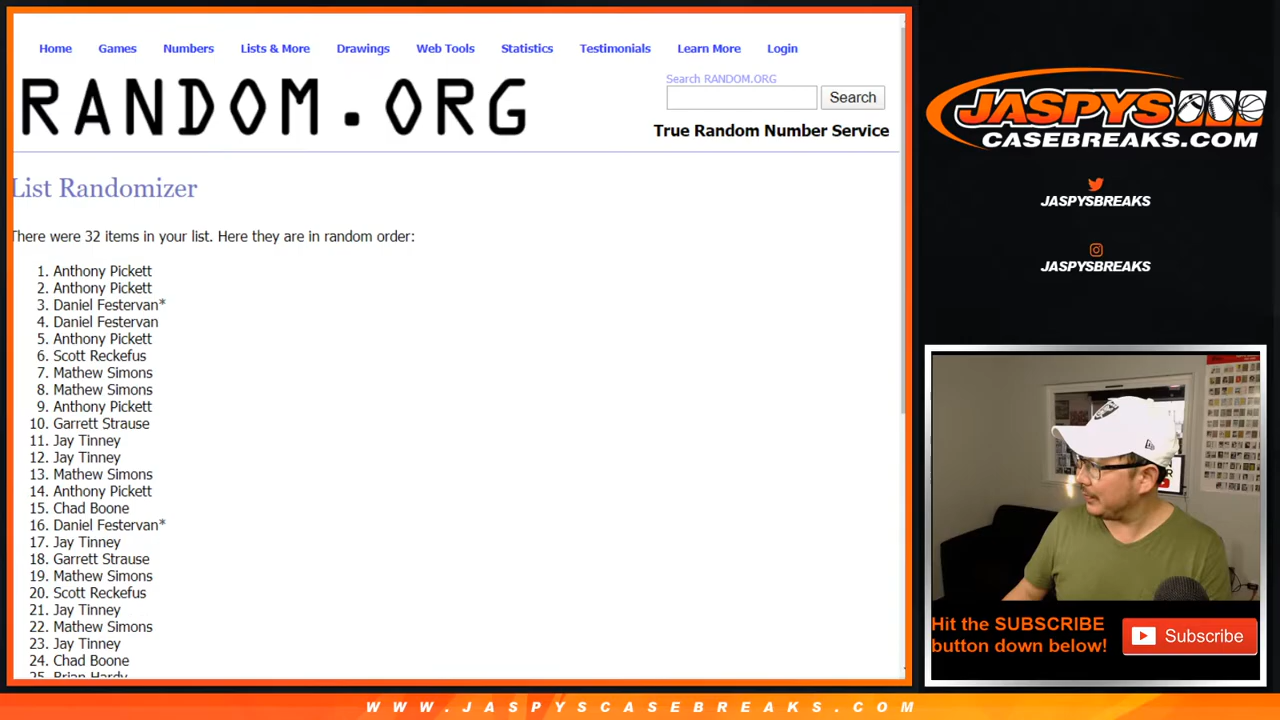 Home Games Numbers Lists & More Drawings Web Tools Statistics Testimonials Learn More Login
RANDOM.ORG
Search RANDOM.ORG
Search
True Random Number Service
List Randomizer
There were 32 items in your list. Here they are in random order:
1. Anthony Pickett
2. Anthony Pickett
3. Daniel Festervan*
4. Daniel Festervan
5. Anthony Pickett
6. Scott Reckefus
7. Mathew Simons
8. Mathew Simons
9. Anthony Pickett
10. Garrett Strause
11. Jay Tinney
12. Jay Tinney
13. Mathew Simons
14. Anthony Pickett
15. Chad Boone
16. Daniel Festervan*
17. Jay Tinney
18. Garrett Strause
19. Mathew Simons
20. Scott Reckefus
21. Jay Tinney
22. Mathew Simons
23. Jay Tinney
24. Chad Boone
25. Brian Hardy
JASPYS
CASEBREAKS.COM
JASPYSBREAKS
JASPYSBREAKS
Hit the SUBSCRIBE
button down below!
Subscribe
WWW.JASPYSCASEBREAKS.COM